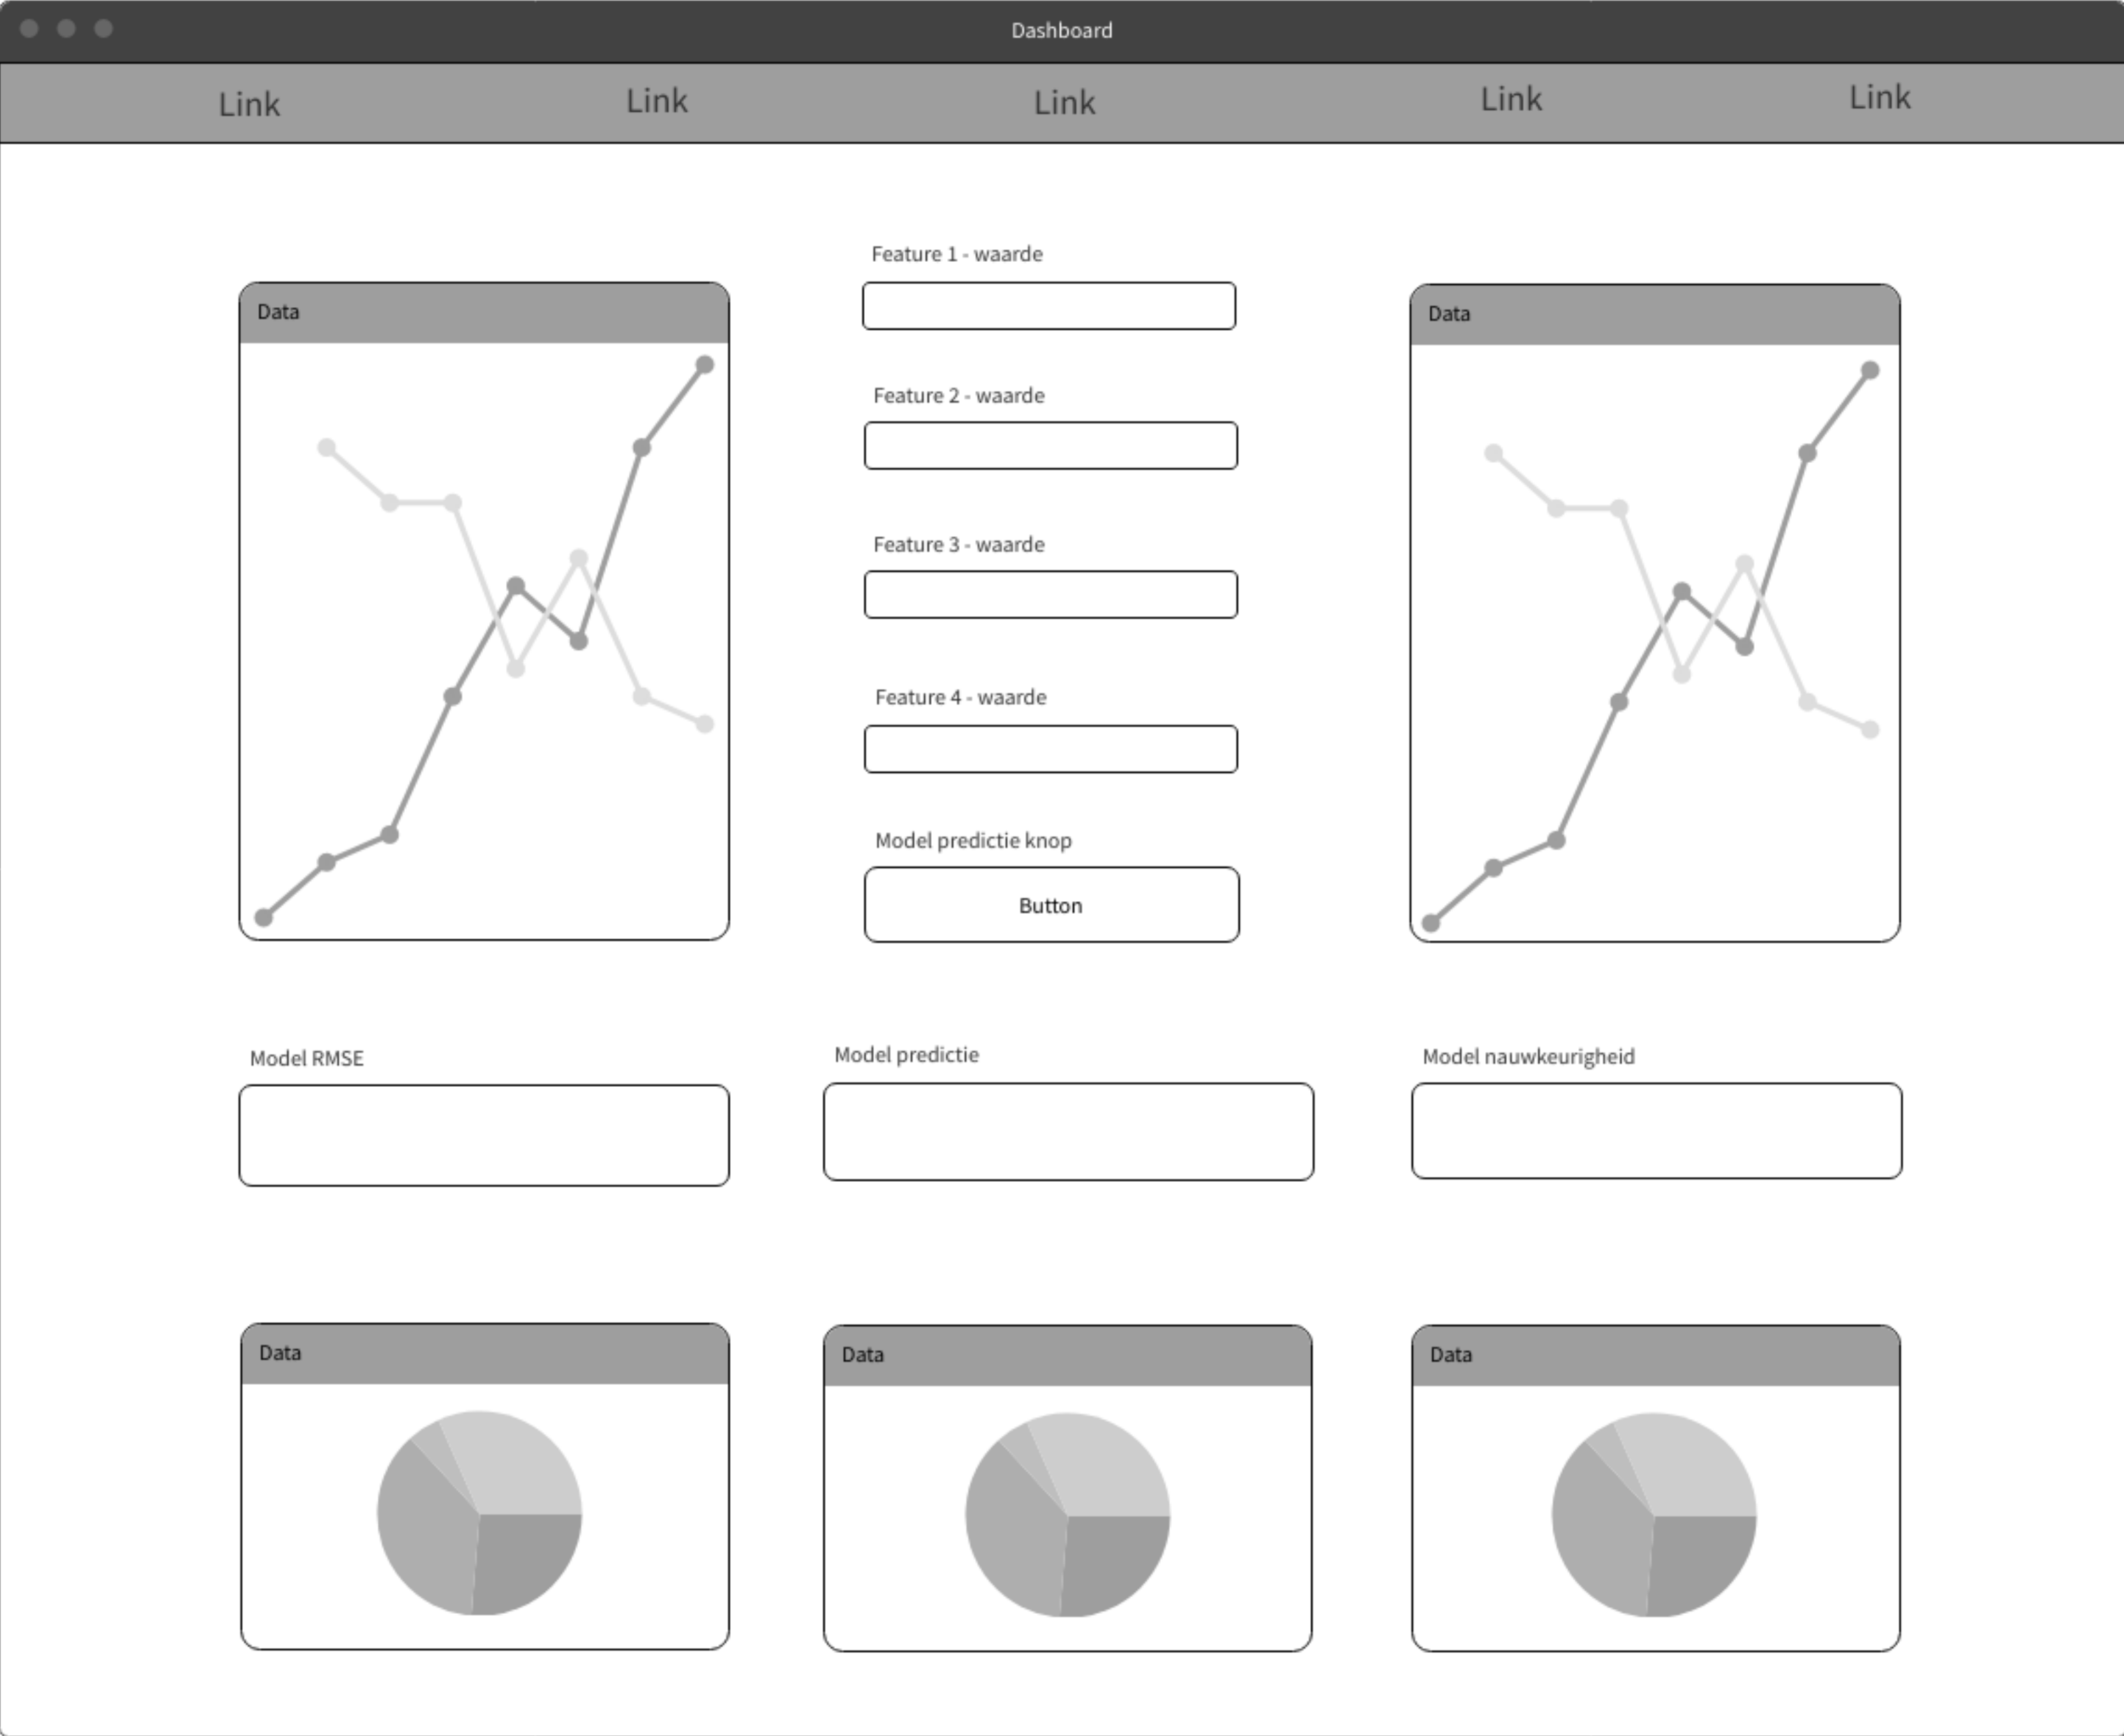 Dashboard
Link
Link
Link
Link
Link
Feature 1 - waarde
Data
Data
Feature 2 - waarde
Feature 3 - waarde
Feature 4 - waarde
Model predictie knop
Button
Model RMSE
Model predictie
Model nauwkeurigheid
Data
Data
Data